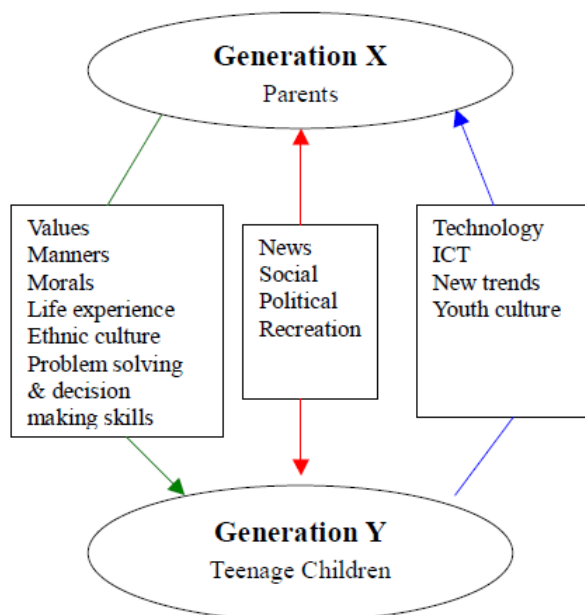 Generation X
Parents
Values
Manners
Morals
Life experience
Ethnic culture
Problem solving
& decision
making skills
News
Social
Political
Recreation
Technology
ICT
New trends
Youth culture
Generation Y
Teenage Children